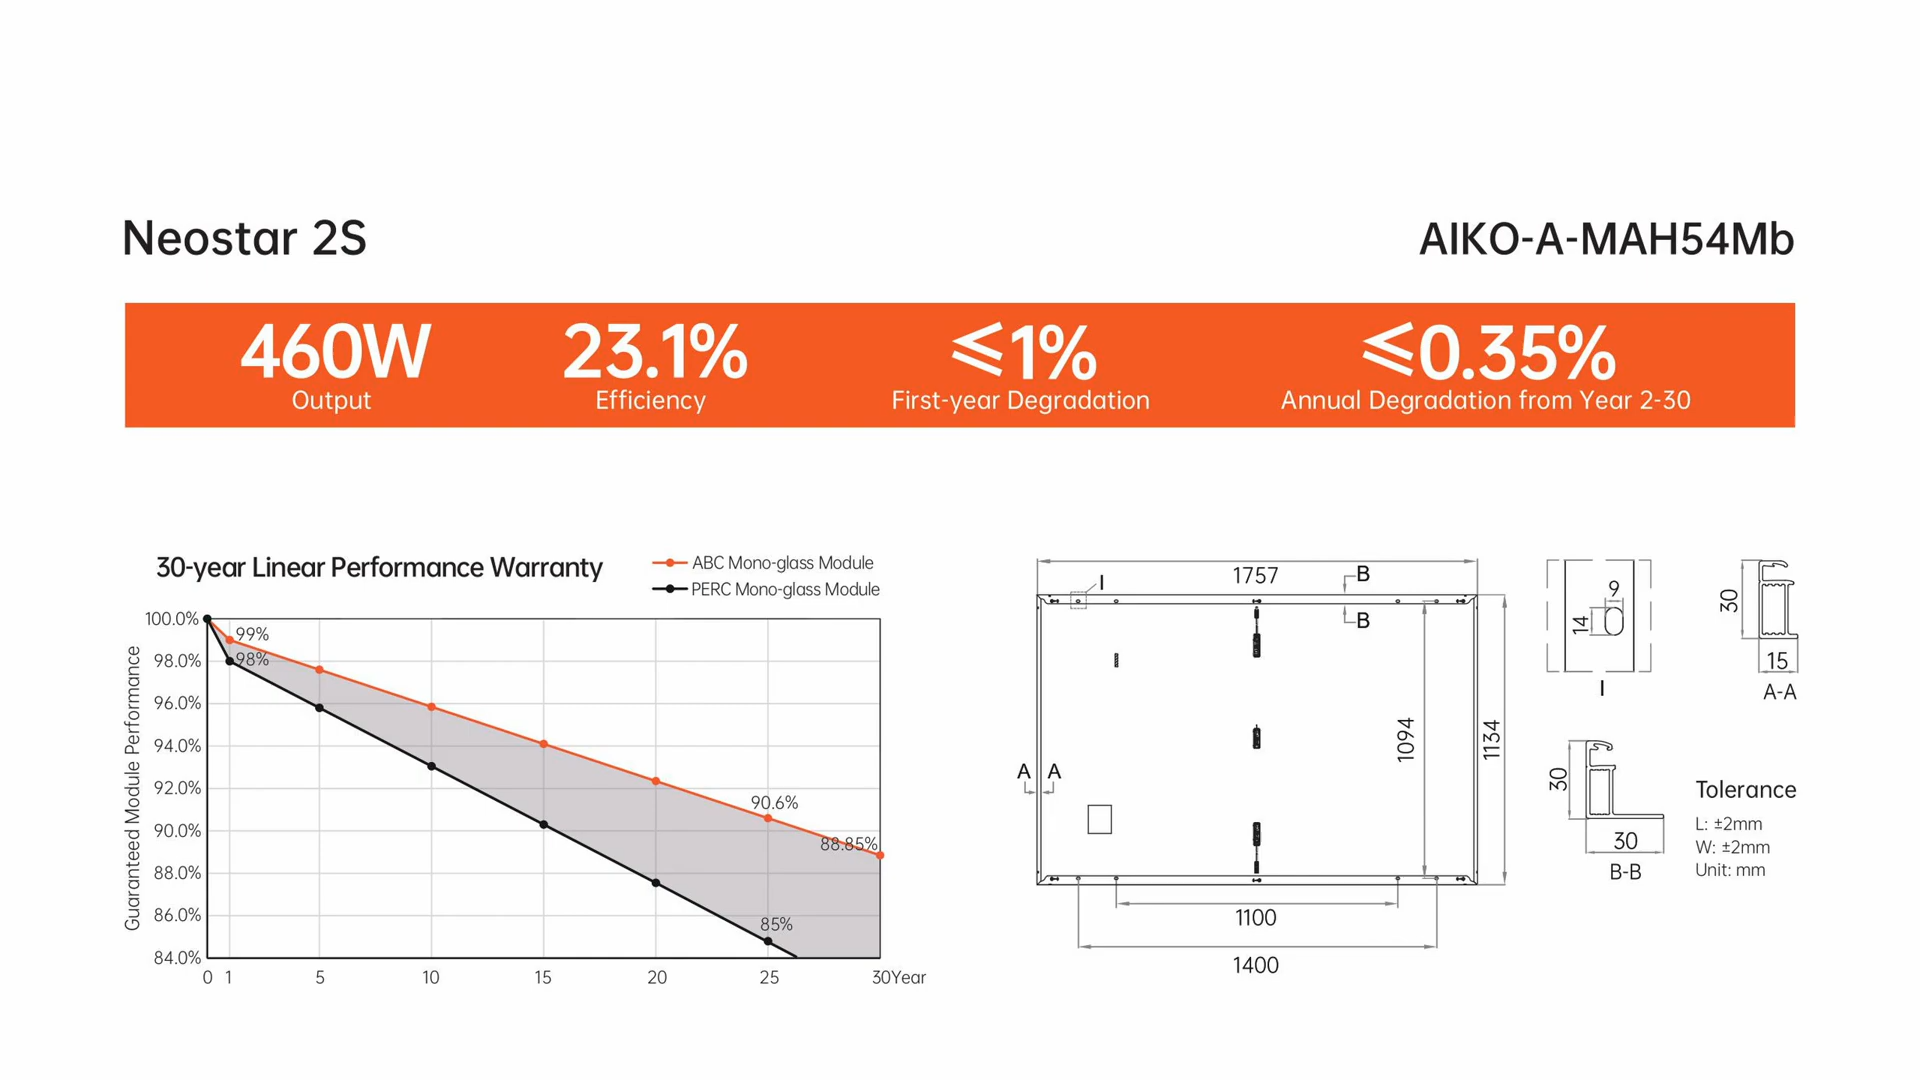 Neostar 2S
AIKO-A-MAH54Mb
460W
Output
23.1%
Efficiency
⩽1%
First-year Degradation
⩽0.35%
Annual Degradation from Year 2-30
30-year Linear Performance Warranty
ABC Mono-glass Module
PERC Mono-glass Module
Guaranteed Module Performance
100.0%
98.0%
96.0%
94.0%
92.0%
90.0%
88.0%
86.0%
84.0%
99%
98%
90.6%
88.85%
85%
0 1 5 10 15 20 25 30Year
1757
I
B
B
A A
1094
1134
1100
1400
9
14
I
30
15
A-A
30
30
B-B
Tolerance
L: ±2mm
W: ±2mm
Unit: mm